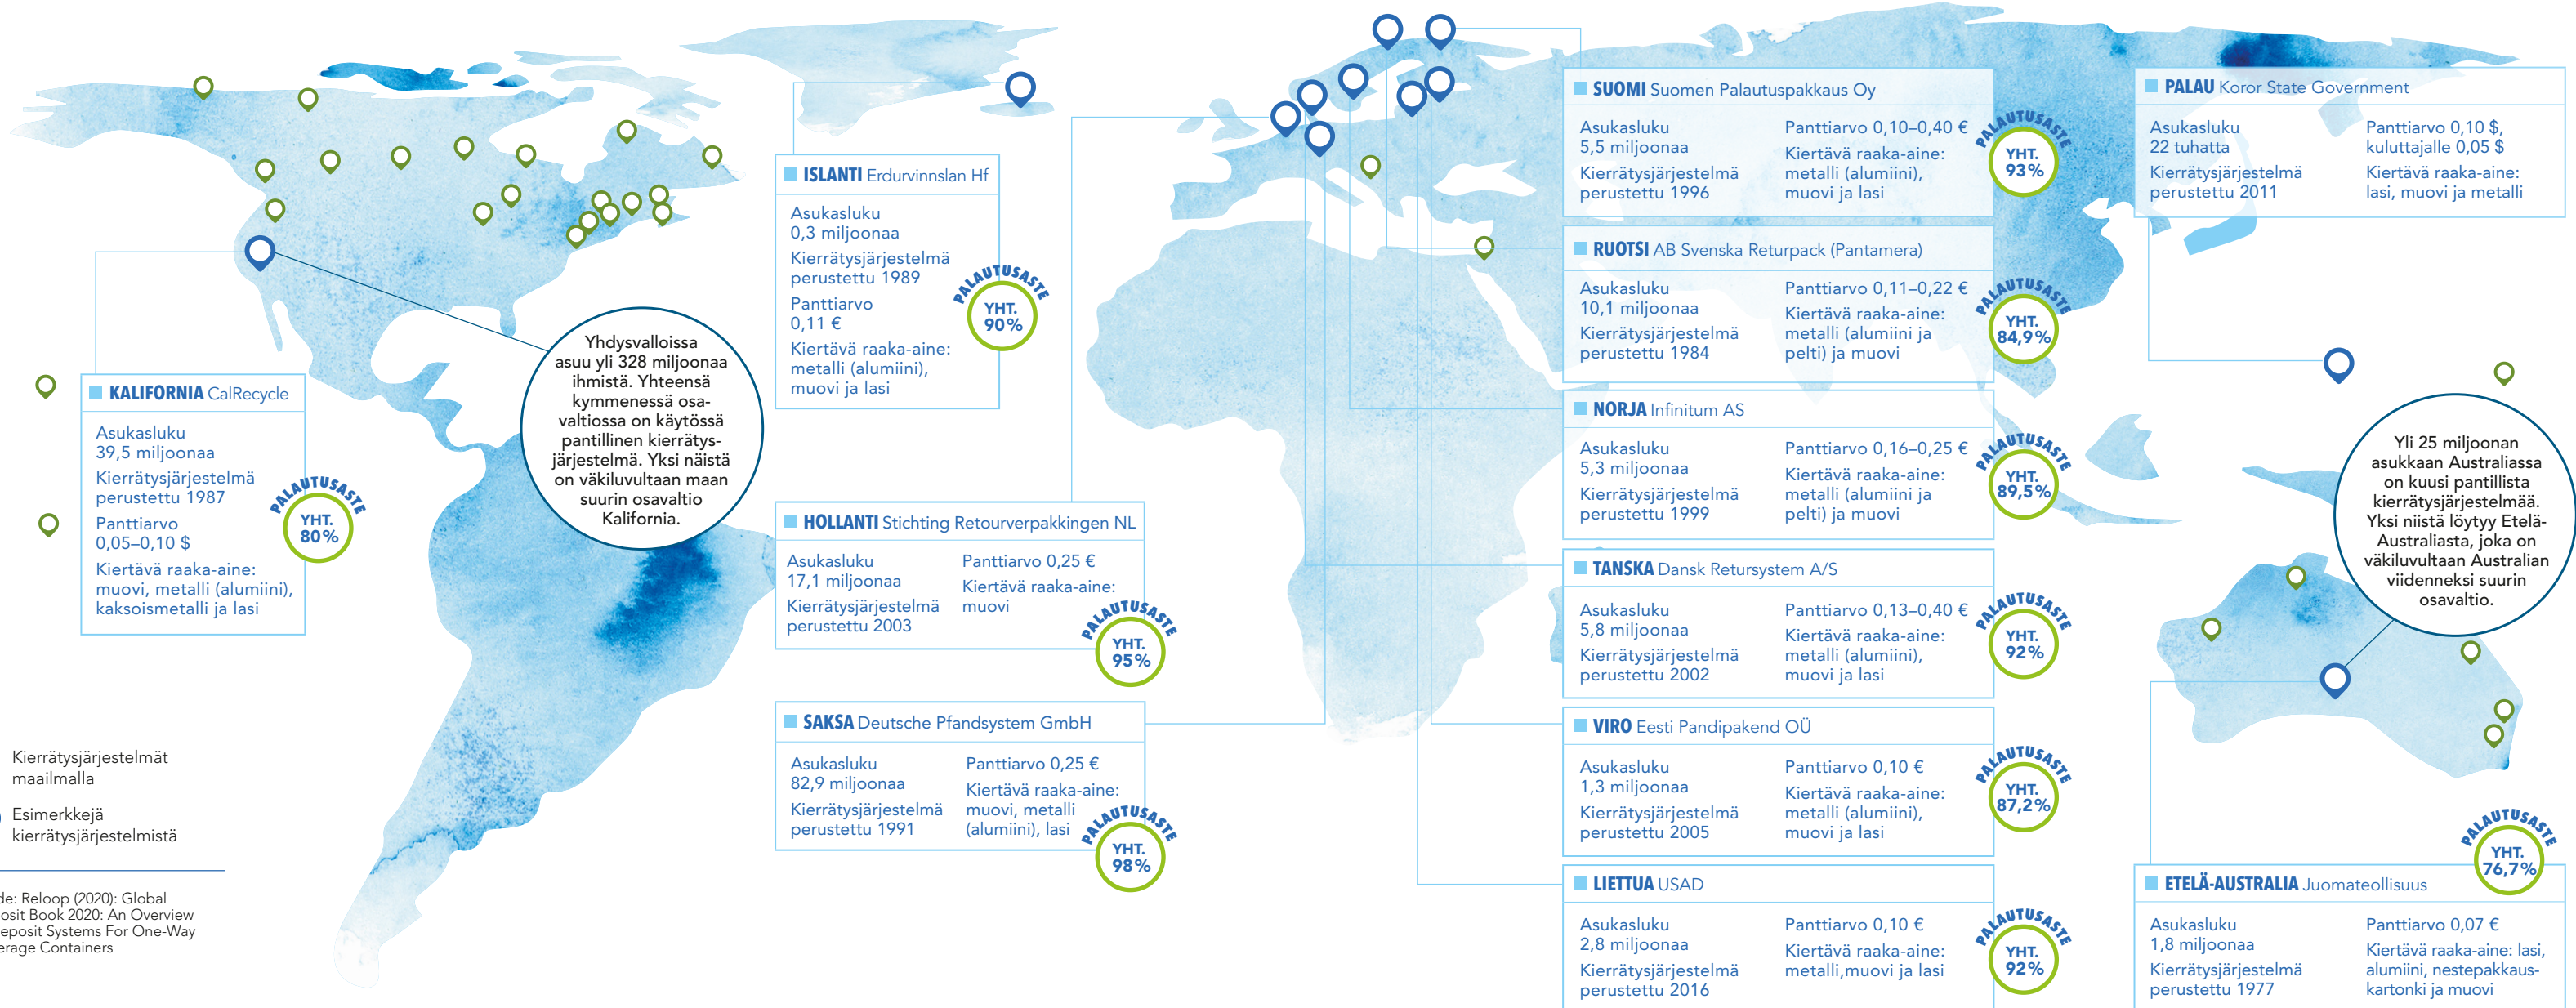 KALIFORNIA CalRecycle
Asukasluku
39,5 miljoonaa
Kierrätysjärjestelmä
perustettu 1987
Panttiarvo
0,05–0,10 $
Kiertävä raaka-aine:
muovi, metalli (alumiini),
kaksoismetalli ja lasi
PALAUTUSASTE
YHT.
80%
Kierrätysjärjestelmät
maailmalla
Esimerkkejä
kierrätysjärjestelmistä
de: Reloop (2020): Global
osit Book 2020: An Overview
eposit Systems For One-Way
erage Containers
Yhdysvalloissa
asuu yli 328 miljoonaa
ihmistä. Yhteensä
kymmenessä osa-
valtiossa on käytössä
pantillinen kierrätys-
järjestelmä. Yksi näistä
on väkiluvultaan maan
suurin osavaltio
Kalifornia.
ISLANTI Erdurvinnslan Hf
Asukasluku
0,3 miljoonaa
Kierrätysjärjestelmä
perustettu 1989
Panttiarvo
0,11 €
Kiertävä raaka-aine:
metalli (alumiini),
muovi ja lasi
PALAUTUSASTE
YHT.
90%
HOLLANTI Stichting Retourverpakkingen NL
Asukasluku
17,1 miljoonaa
Kierrätysjärjestelmä
perustettu 2003
Panttiarvo 0,25 €
Kiertävä raaka-aine:
muovi
PALAUTUSASTE
YHT.
95%
SAKSA Deutsche Pfandsystem GmbH
Asukasluku
82,9 miljoonaa
Kierrätysjärjestelmä
perustettu 1991
Panttiarvo 0,25 €
Kiertävä raaka-aine:
muovi, metalli
(alumiini), lasi
PALAUTUSASTE
YHT.
98%
SUOMI Suomen Palautuspakkaus Oy
Asukasluku
5,5 miljoonaa
Kierrätysjärjestelmä
perustettu 1996
Panttiarvo 0,10–0,40 €
Kiertävä raaka-aine:
metalli (alumiini),
muovi ja lasi
PALAUTUSASTE
YHT.
93%
RUOTSI AB Svenska Returpack (Pantamera)
Asukasluku
10,1 miljoonaa
Kierrätysjärjestelmä
perustettu 1984
Panttiarvo 0,11–0,22 €
Kiertävä raaka-aine:
metalli (alumiini ja
pelti) ja muovi
PALAUTUSASTE
YHT.
84,9%
NORJA Infinitum AS
Asukasluku
5,3 miljoonaa
Kierrätysjärjestelmä
perustettu 1999
Panttiarvo 0,16–0,25 €
Kiertävä raaka-aine:
metalli (alumiini ja
pelti) ja muovi
PALAUTUSASTE
YHT.
89,5%
TANSKA Dansk Retursystem A/S
Asukasluku
5,8 miljoonaa
Kierrätysjärjestelmä
perustettu 2002
Panttiarvo 0,13–0,40 €
Kiertävä raaka-aine:
metalli (alumiini),
muovi ja lasi
PALAUTUSASTE
YHT.
92%
VIRO Eesti Pandipakend OÜ
Asukasluku
1,3 miljoonaa
Kierrätysjärjestelmä
perustettu 2005
Panttiarvo 0,10 €
Kiertävä raaka-aine:
metalli (alumiini),
muovi ja lasi
PALAUTUSASTE
YHT.
87,2%
LIETTUA USAD
Asukasluku
2,8 miljoonaa
Kierrätysjärjestelmä
perustettu 2016
Panttiarvo 0,10 €
Kiertävä raaka-aine:
metalli,muovi ja lasi
PALAUTUSASTE
YHT.
92%
PALAU Koror State Government
Asukasluku
22 tuhatta
Kierrätysjärjestelmä
perustettu 2011
Panttiarvo 0,10 $,
kuluttajalle 0,05 $
Kiertävä raaka-aine:
lasi, muovi ja metalli
Yli 25 miljoonan
asukkaan Australiassa
on kuusi pantillista
kierrätysjärjestelmää.
Yksi niistä löytyy Etelä-
Australiasta, joka on
väkiluvultaan Australian
viidenneksi suurin
osavaltio.
ETELÄ-AUSTRALIA Juomateollisuus
Asukasluku
1,8 miljoonaa
Kierrätysjärjestelmä
perustettu 1977
Panttiarvo 0,07 €
Kiertävä raaka-aine: lasi,
alumiini, nestepakkaus-
kartonki ja muovi
PALAUTUSASTE
YHT.
76,7%